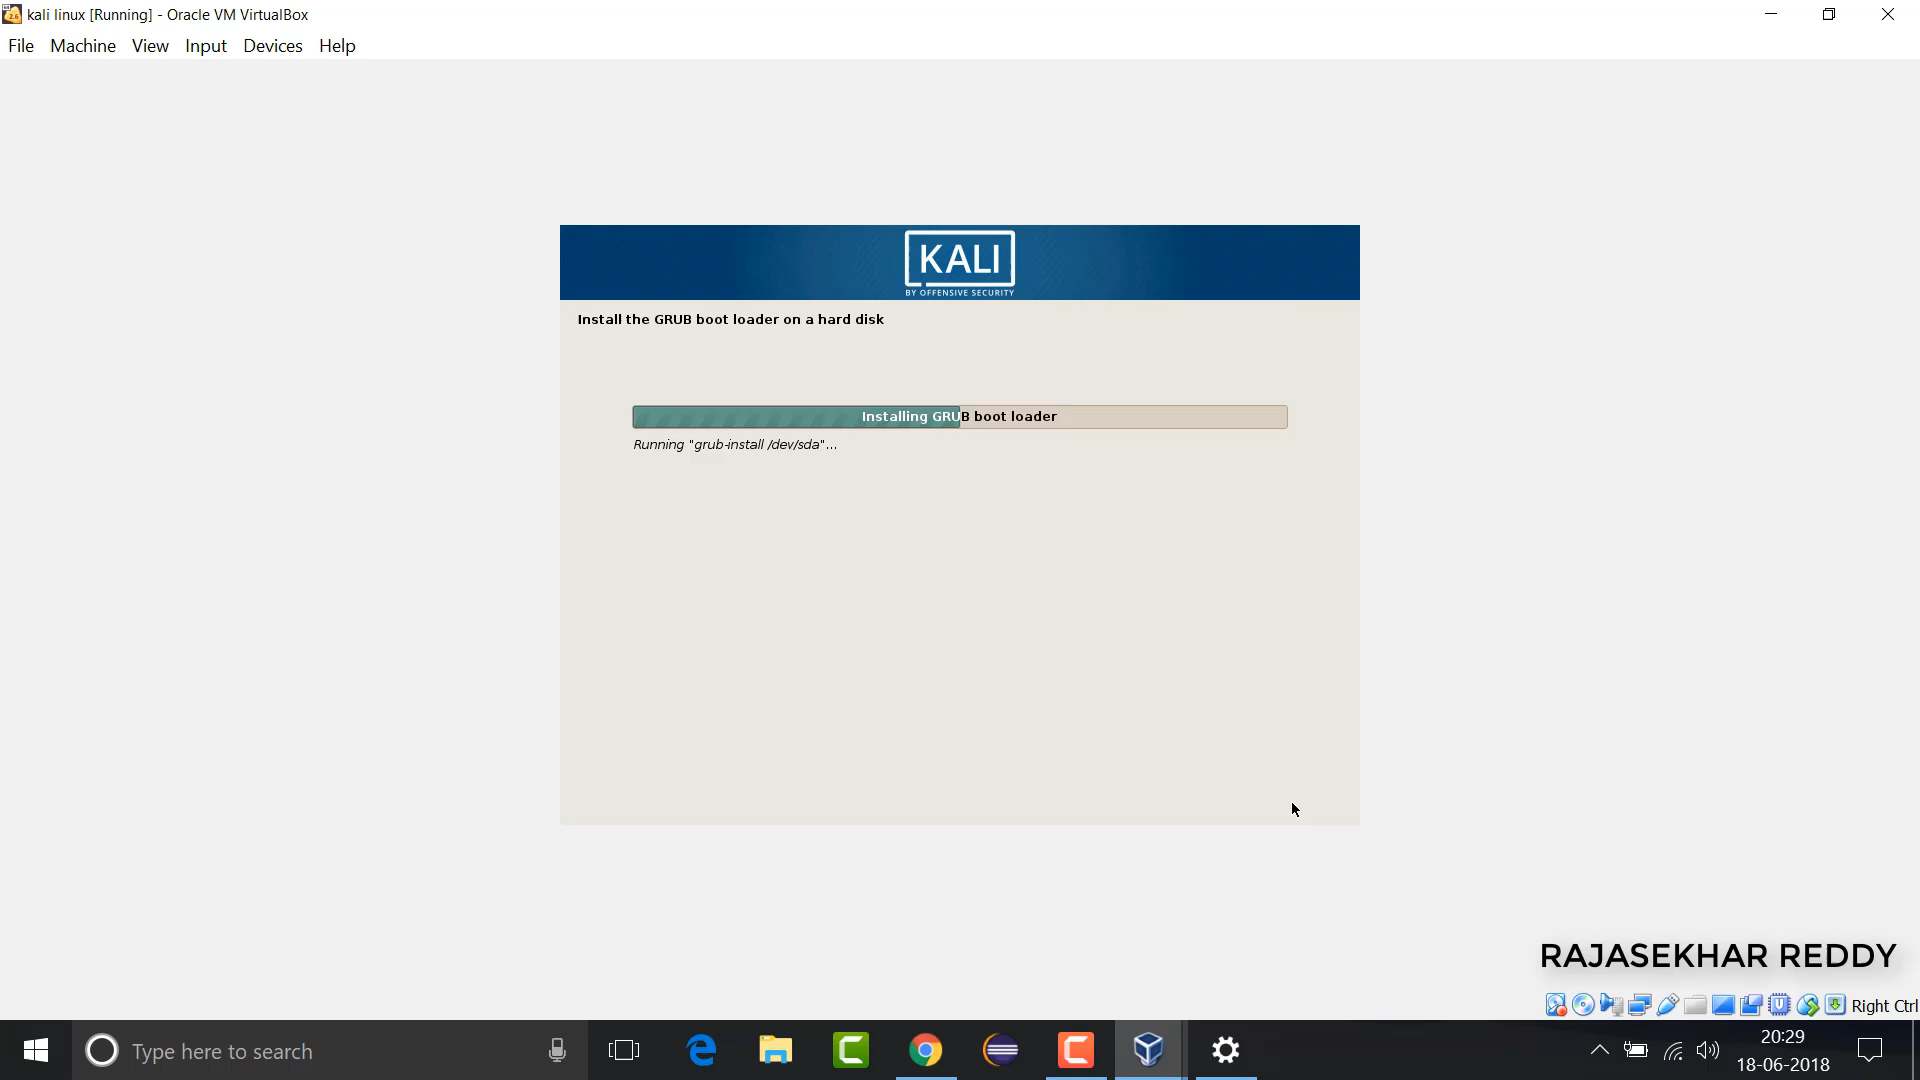 kali linux [Running] - Oracle VM VirtualBox
File Machine View Input Devices Help
KALI
BY OFFENSIVE SECURITY
Install the GRUB boot loader on a hard disk
Installing GRUB boot loader
Running "grub-install /dev/sda"...
RAJASEKHAR REDDY
Right Ctrl
Type here to search
20:29
18-06-2018